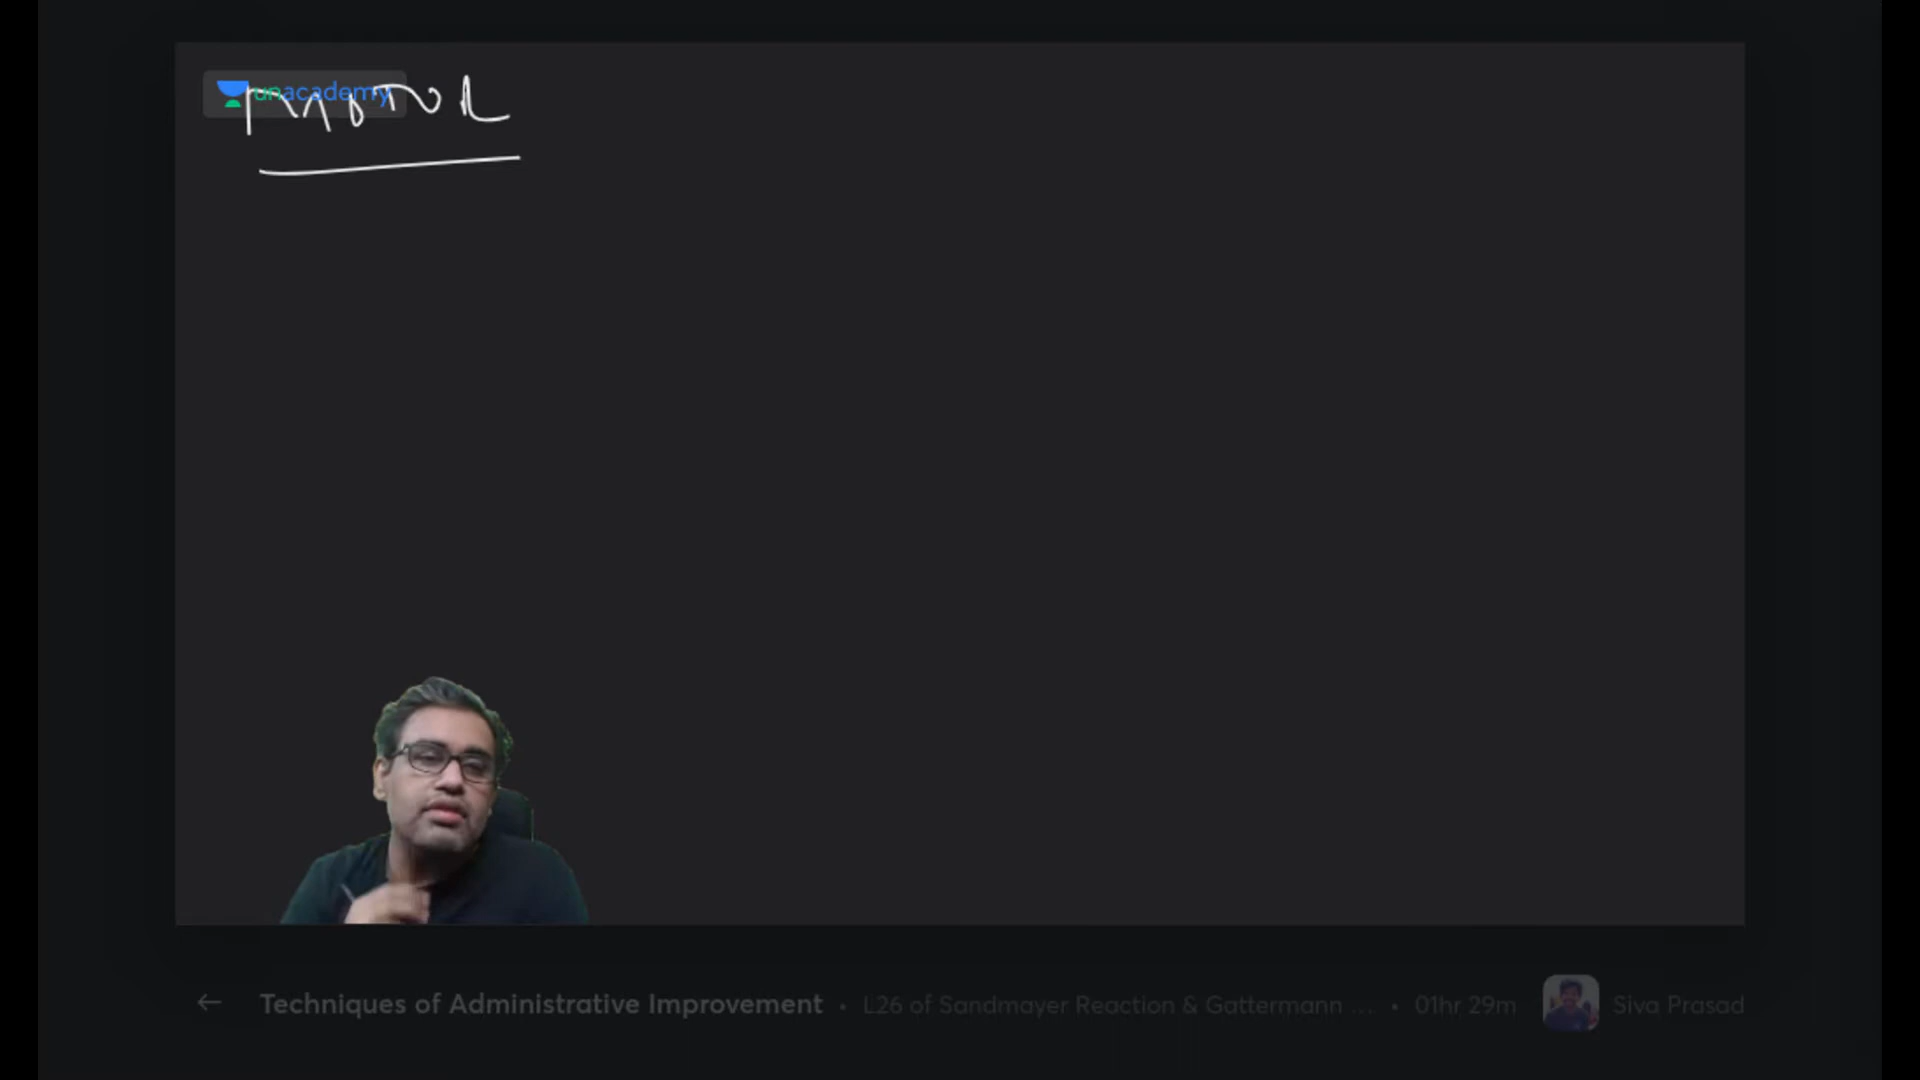 unacademy
← Techniques of Administrative Improvement • L26 of Sandmayer Reaction & Gattermann ... • 01hr 29m Siva Prasad